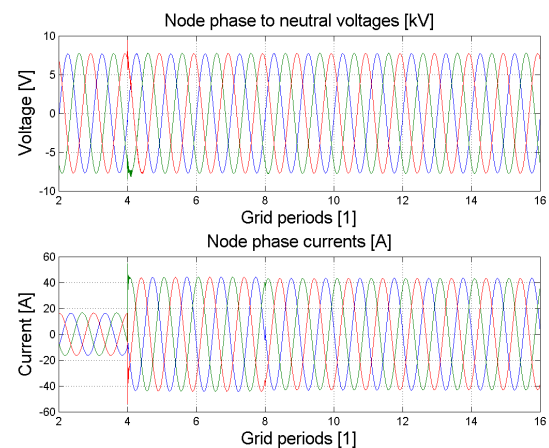 Node phase to neutral voltages [kV]
10
5
0
-5
-10
Voltage [V]
2 4 6 8 10 12 14 16
Grid periods [1]
Node phase currents [A]
60
40
20
0
-20
-40
-60
Current [A]
2 4 6 8 10 12 14 16
Grid periods [1]